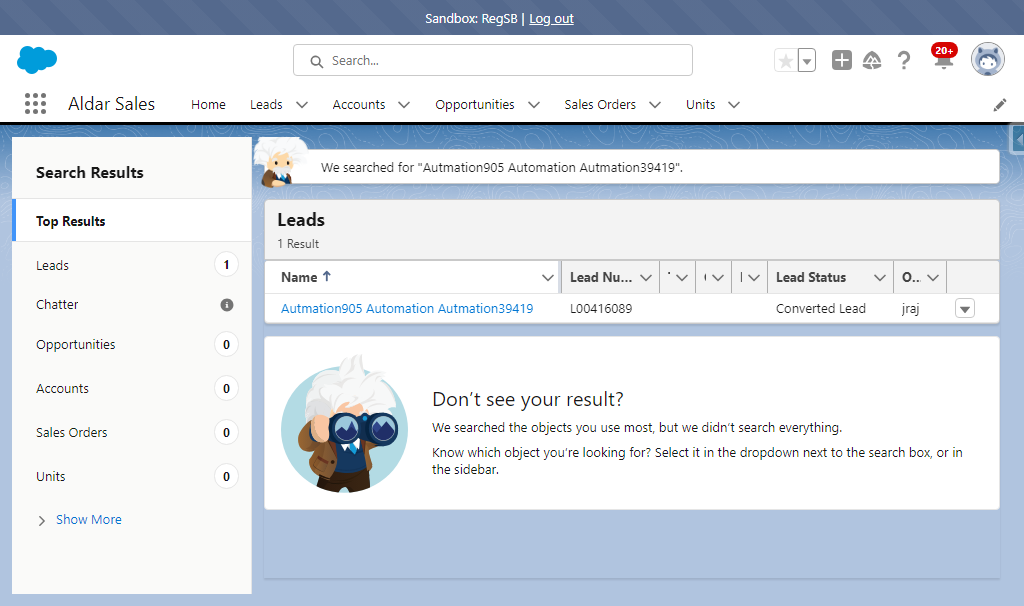 Sandbox: RegSB | Log out
Search...
20+
Aldar Sales Home Leads Accounts Opportunities Sales Orders Units
Search Results
Top Results
Leads 1
Chatter
Opportunities 0
Accounts 0
Sales Orders 0
Units 0
Show More
We searched for "Autmation905 Automation Autmation39419".
Leads
1 Result
Name Lead Nu... Lead Status O...
Autmation905 Automation Autmation39419 L00416089 Converted Lead jraj
Don't see your result?
We searched the objects you use most, but we didn't search everything.
Know which object you're looking for? Select it in the dropdown next to the search box, or in
the sidebar.